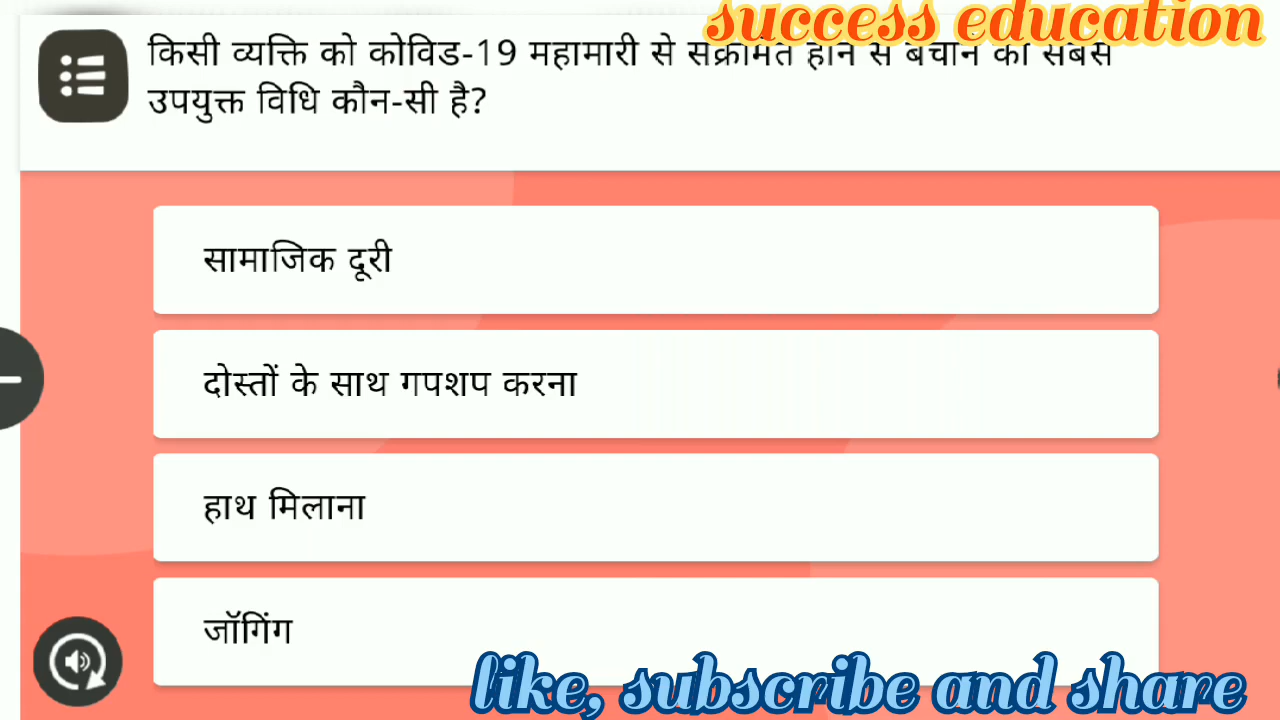 success education
किसी व्यक्ति को कोविड-19 महामारी से संक्रमित होने से बचाने की सबसे
उपयुक्त विधि कौन-सी है?
सामाजिक दूरी
दोस्तों के साथ गपशप करना
हाथ मिलाना
जॉगिंग
like, subscribe and share